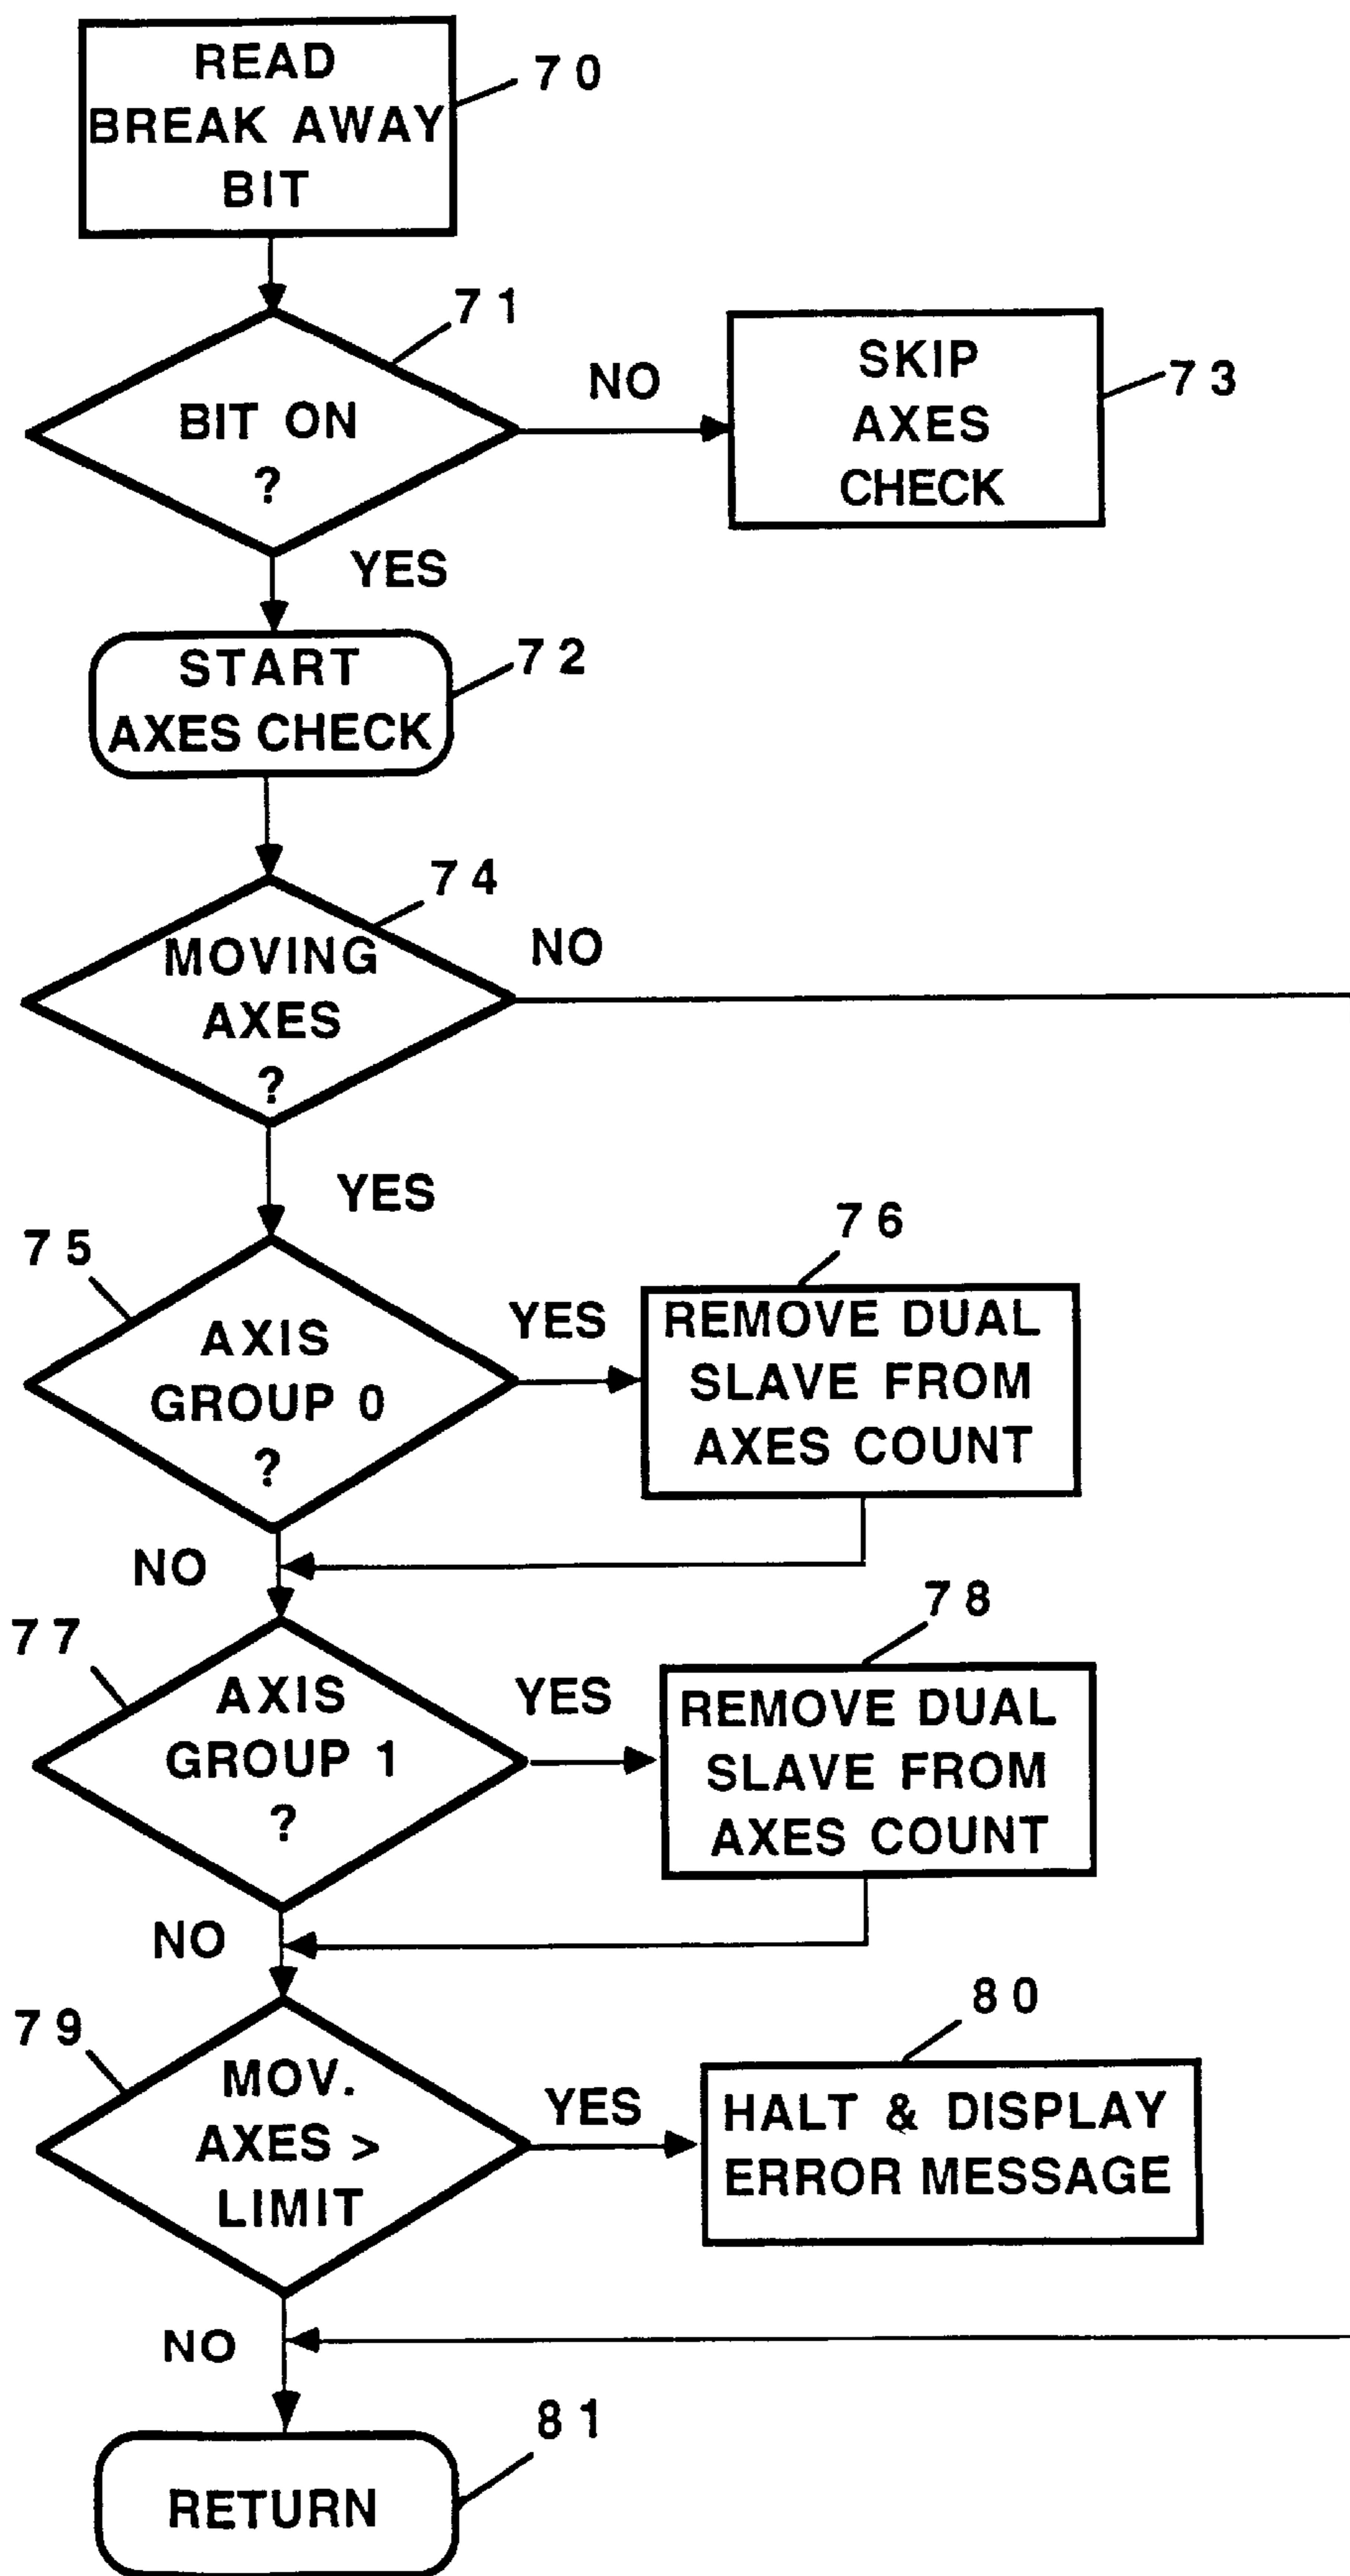 READ
BREAK AWAY
BIT
70
71
BIT ON
?
NO
SKIP
AXES
CHECK
73
YES
START
AXES CHECK
72
74
MOVING
AXES
?
NO
YES
75
AXIS
GROUP 0
?
YES
76
REMOVE DUAL
SLAVE FROM
AXES COUNT
NO
77
AXIS
GROUP 1
?
YES
78
REMOVE DUAL
SLAVE FROM
AXES COUNT
NO
79
MOV.
AXES >
LIMIT
YES
80
HALT & DISPLAY
ERROR MESSAGE
NO
81
RETURN